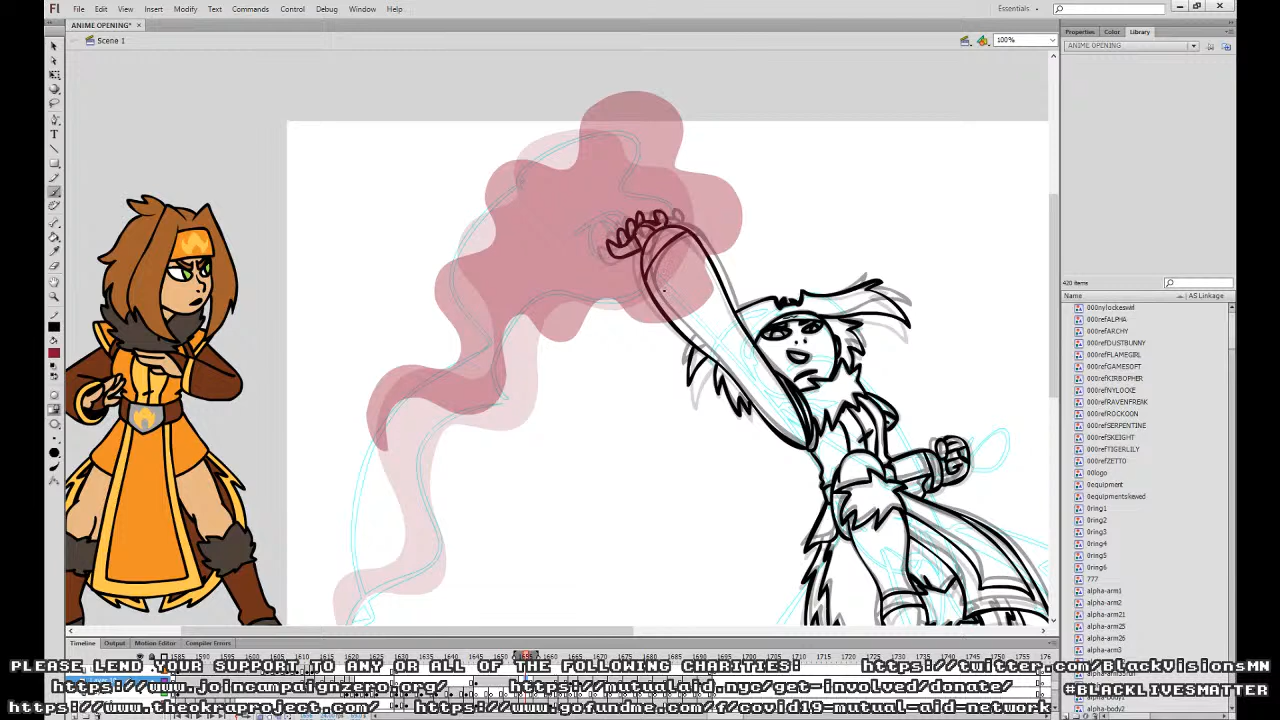 Fl File Edit View Insert Modify Text Commands Control Debug Window Help Essentials
ANIME OPENING* ×
Properties Color Library
Scene 1 100%
ANIME OPENING
420 items
Name AS Linkage
000nylockeswirl
000refALPHA
000refARCHY
000refDUSTBUNNY
000refFLAMEGIRL
000refGAMESOFT
000refKIRBOPHER
000refNYLOCKE
000refRAVENFREAK
000refROCKOON
000refSERPENTINE
000refSKEIGHT
000refTIGERLILY
000refZETTO
00logo
0equipment
0equipmentskewed
0ring1
0ring2
0ring3
0ring4
0ring5
0ring6
777
alpha-arm1
alpha-arm2
alpha-arm21
alpha-arm25
alpha-arm26
alpha-arm3
Timeline Output Motion Editor Compiler Errors
PLEASE LEND YOUR SUPPORT TO ANY OR ALL OF THE FOLLOWING CHARITIES: https://twitter.com/BlackVisionsMN
https://www.joincampaignzero.org/ https://mutualaid.nyc/get-involved/donate/ #BLACKLIVESMATTER
https://www.theokraproject.com/ https://www.gofundme.com/f/covid19-mutual-aid-network